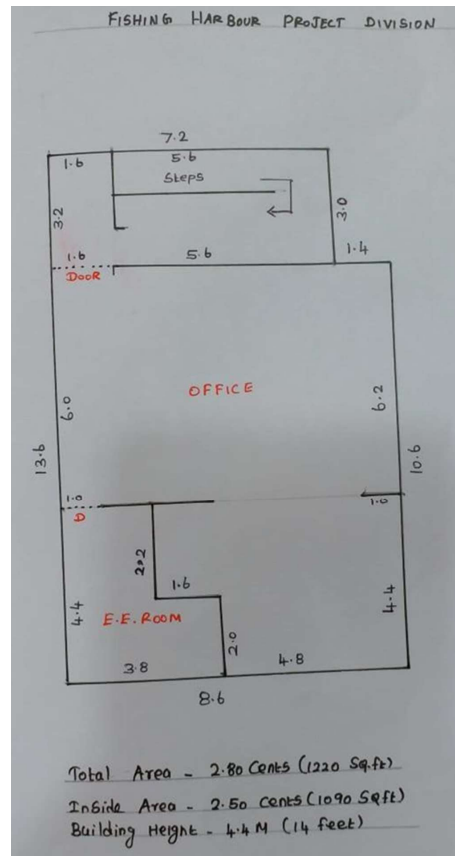 FISHING HARBOUR PROJECT DIVISION
7.2
1.6
5.6
Steps
3.2
3.0
1.6
5.6
1.4
DOOR
OFFICE
6.0
6.2
13.6
10.6
1.0
1.0
D
2.2
1.6
4.4
E.E. ROOM
4.4
2.0
3.8
4.8
8.6
Total Area - 2.80 Cents (1220 Sq.ft)
Inside Area - 2.50 Cents (1090 Sqft)
Building Height - 4.4 M (14 feet)